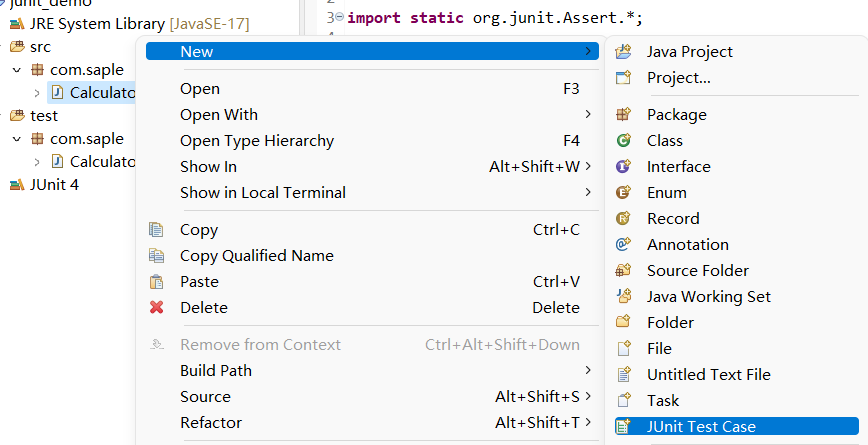 junit_demo
JRE System Library [JavaSE-17]
src
com.saple
Calculato
test
com.saple
Calculato
JUnit 4
2
3 import static org.junit.Assert.*;
New
Open F3
Open With
Open Type Hierarchy F4
Show In Alt+Shift+W
Show in Local Terminal
Copy Ctrl+C
Copy Qualified Name
Paste Ctrl+V
Delete Delete
Remove from Context Ctrl+Alt+Shift+Down
Build Path
Source Alt+Shift+S
Refactor Alt+Shift+T
Java Project
Project...
Package
Class
Interface
Enum
Record
Annotation
Source Folder
Java Working Set
Folder
File
Untitled Text File
Task
JUnit Test Case